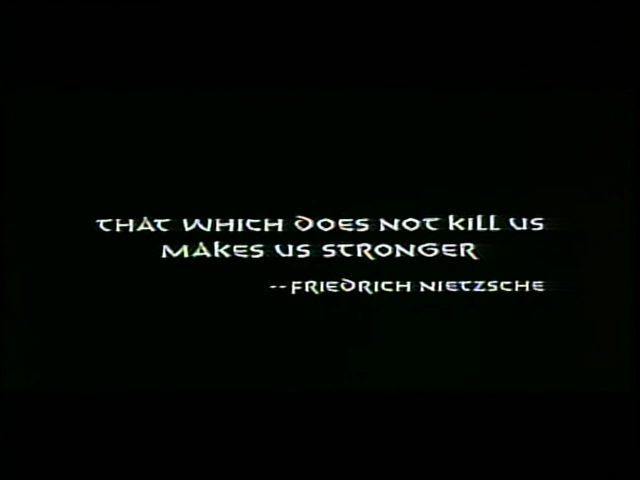 THAT WHICH DOES NOT KILL US
MAKES US STRONGER
--FRIEDRICH NIETZSCHE